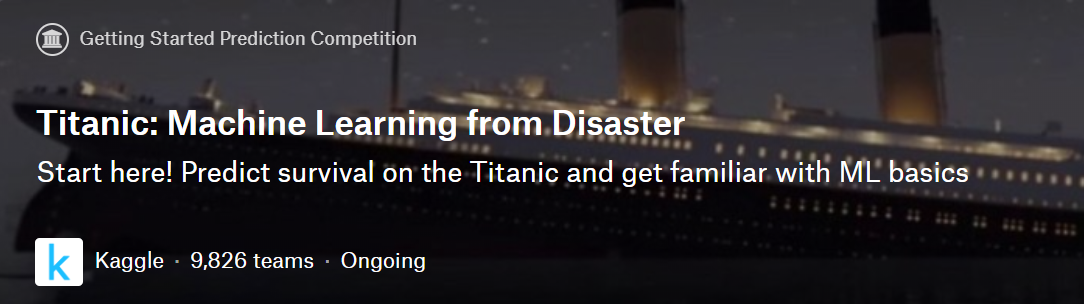 Getting Started Prediction Competition
Titanic: Machine Learning from Disaster
Start here! Predict survival on the Titanic and get familiar with ML basics
k Kaggle · 9,826 teams · Ongoing